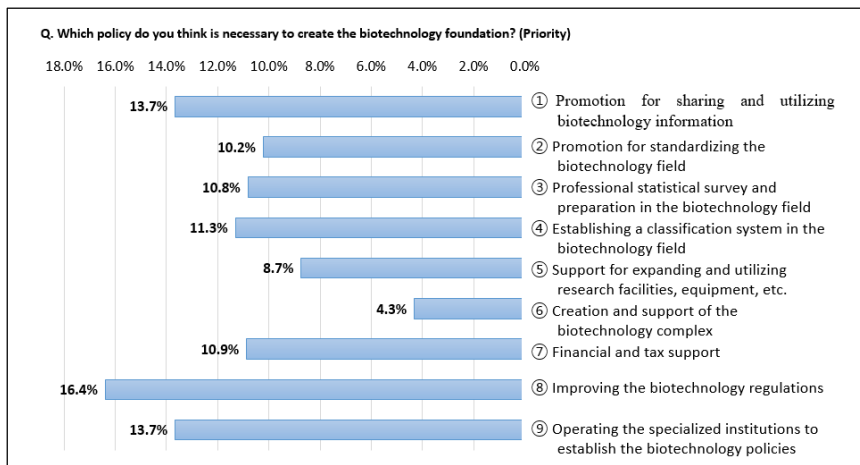 Q. Which policy do you think is necessary to create the biotechnology foundation? (Priority)
18.0% 16.0% 14.0% 12.0% 10.0% 8.0% 6.0% 4.0% 2.0% 0.0%
13.7%
① Promotion for sharing and utilizing
biotechnology information
10.2%
② Promotion for standardizing the
biotechnology field
10.8%
③ Professional statistical survey and
preparation in the biotechnology field
11.3%
④ Establishing a classification system in the
biotechnology field
8.7%
⑤ Support for expanding and utilizing
research facilities, equipment, etc.
4.3%
⑥ Creation and support of the
biotechnology complex
10.9%
⑦ Financial and tax support
16.4%
⑧ Improving the biotechnology regulations
13.7%
⑨ Operating the specialized institutions to
establish the biotechnology policies